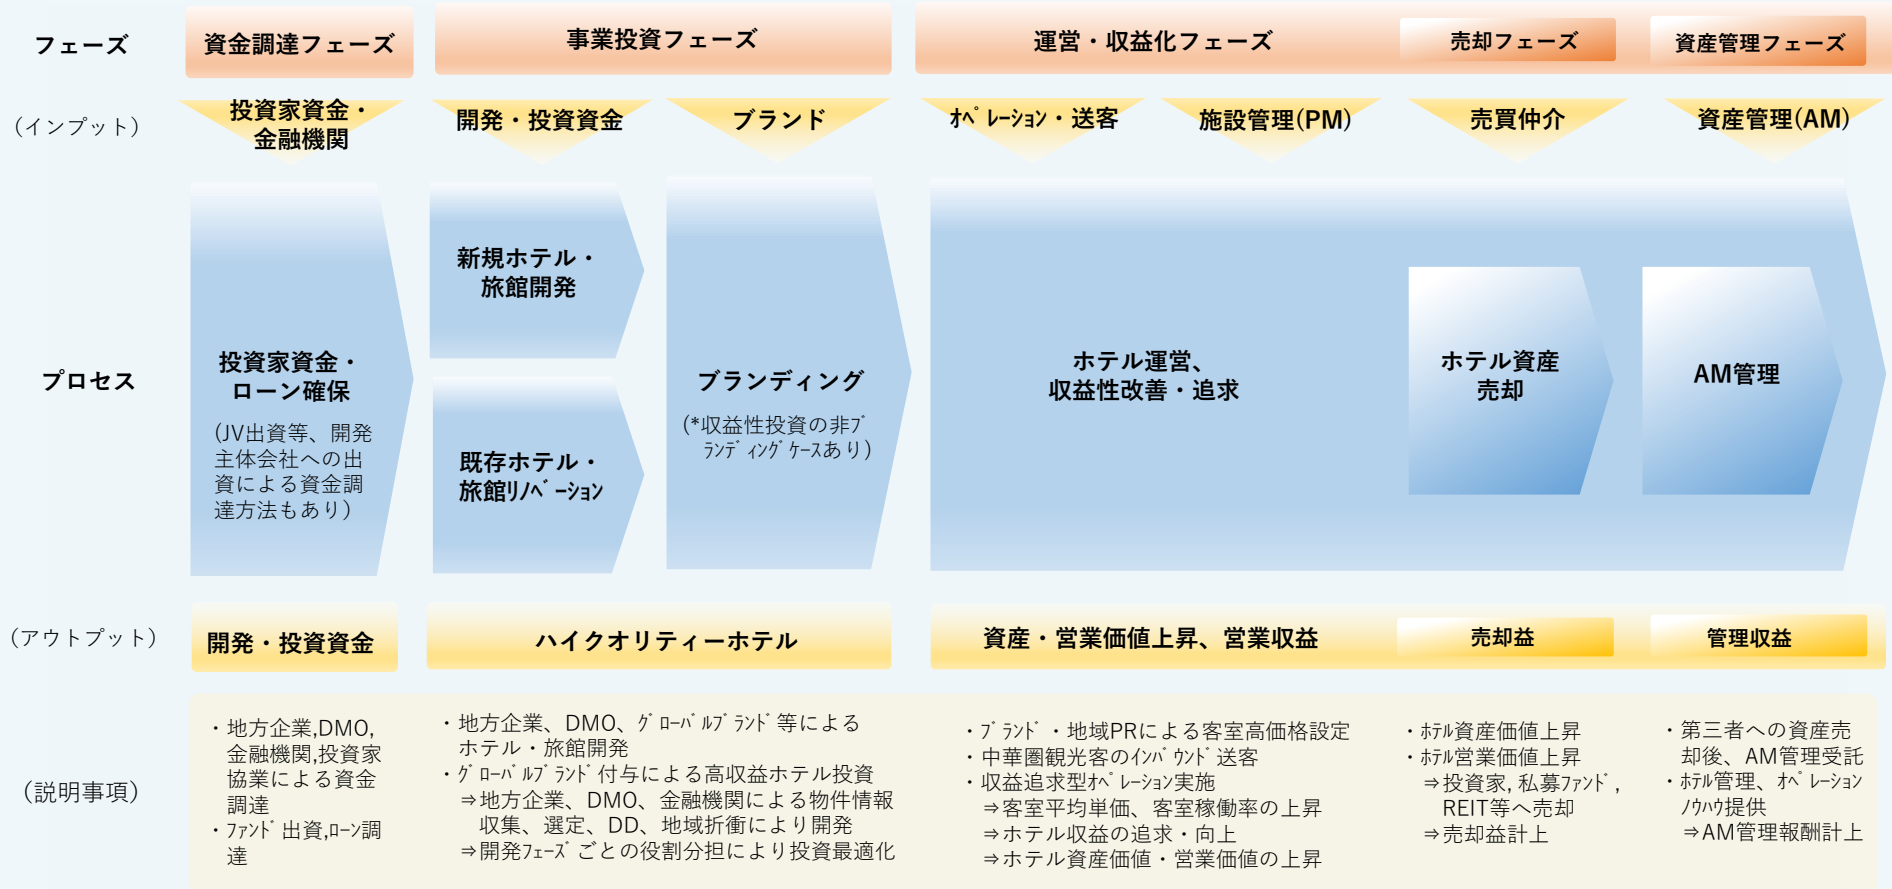 フェーズ
資金調達フェーズ
事業投資フェーズ
運営・収益化フェーズ
売却フェーズ
資産管理フェーズ
（インプット）
投資家資金・
金融機関
開発・投資資金
ブランド
ｵﾍﾟﾚｰｼｮﾝ・送客
施設管理(PM)
売買仲介
資産管理(AM)
プロセス
投資家資金・
ローン確保
(JV出資等、開発
主体会社への出
資による資金調
達方法もあり）
新規ホテル・
旅館開発
既存ホテル・
旅館ﾘﾉﾍﾞｰｼｮﾝ
ブランディング
(*収益性投資の非ﾌﾞ
ﾗﾝﾃﾞｨﾝｸﾞｹｰｽあり）
ホテル運営、
収益性改善・追求
ホテル資産
売却
AM管理
（アウトプット）
開発・投資資金
ハイクオリティーホテル
資産・営業価値上昇、営業収益
売却益
管理収益
（説明事項）
・地方企業,DMO,
金融機関,投資家
協業による資金
調達
・ﾌｧﾝﾄﾞ出資,ﾛｰﾝ調
達
・地方企業、DMO、ｸﾞﾛｰﾊﾞﾙﾌﾞﾗﾝﾄﾞ等による
ホテル・旅館開発
・ｸﾞﾛｰﾊﾞﾙﾌﾞﾗﾝﾄﾞ付与による高収益ホテル投資
⇒地方企業、DMO、金融機関による物件情報
収集、選定、DD、地域折衝により開発
⇒開発ﾌｪｰｽﾞごとの役割分担により投資最適化
・ﾌﾞﾗﾝﾄﾞ・地域PRによる客室高価格設定
・中華圏観光客のｲﾝﾊﾞｳﾝﾄﾞ送客
・収益追求型ｵﾍﾟﾚｰｼｮﾝ実施
⇒客室平均単価、客室稼働率の上昇
⇒ホテル収益の追求・向上
⇒ホテル資産価値・営業価値の上昇
・ﾎﾃﾙ資産価値上昇
・ﾎﾃﾙ営業価値上昇
⇒投資家,私募ﾌｧﾝﾄﾞ,
REIT等へ売却
⇒売却益計上
・第三者への資産売
却後、AM管理受託
・ﾎﾃﾙ管理、ｵﾍﾟﾚｰｼｮﾝ
ﾉｳﾊｳ提供
⇒AM管理報酬計上